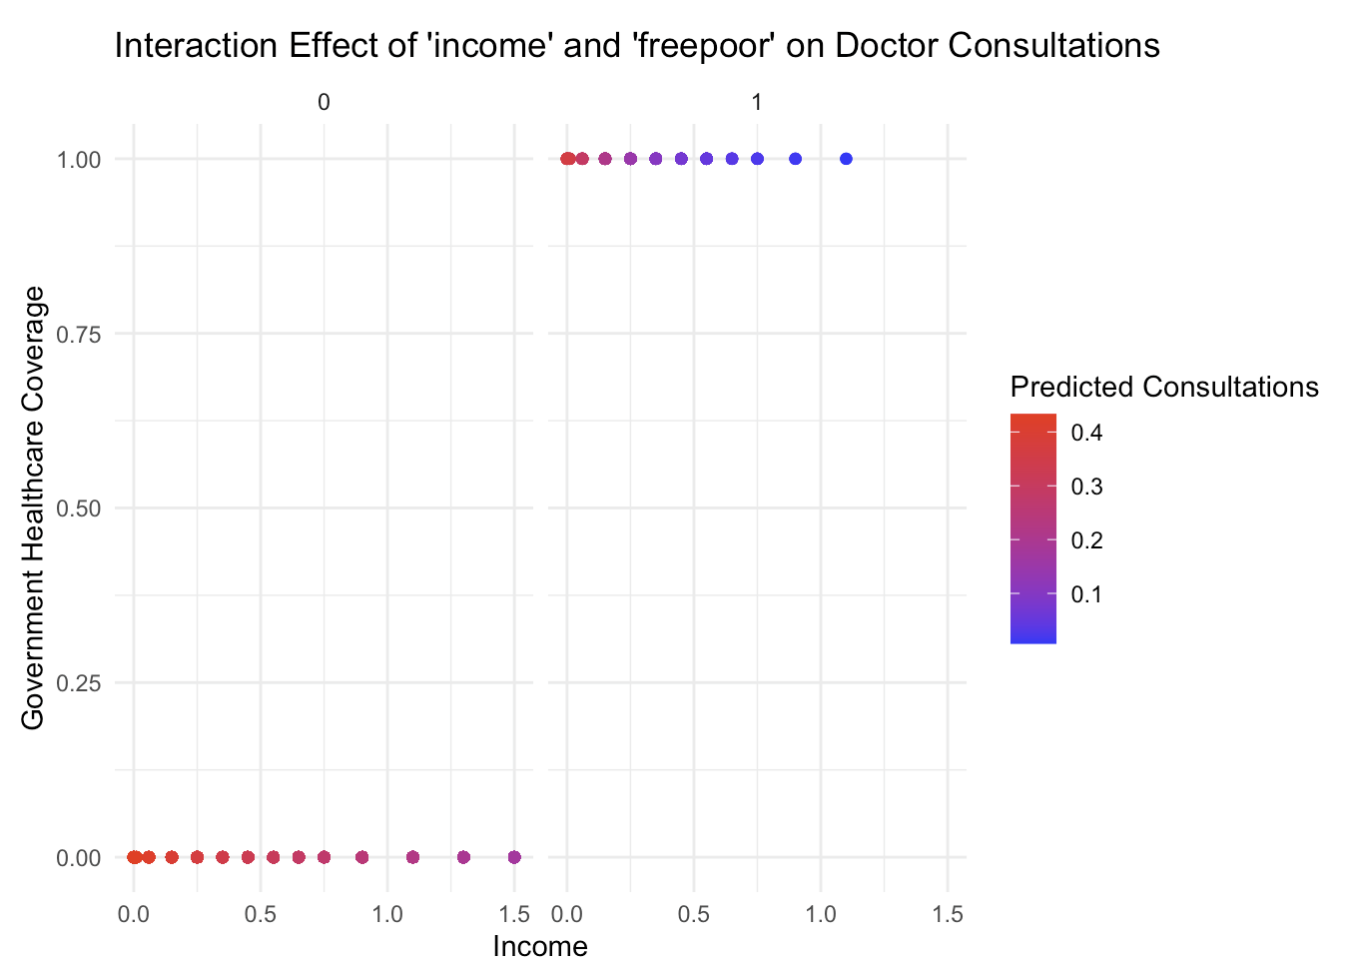 Interaction Effect of 'income' and 'freepoor' on Doctor Consultations
0
1
1.00
0.75
0.50
0.25
0.00
Government Healthcare Coverage
0.0 0.5 1.0 1.5
0.0 0.5 1.0 1.5
Income
Predicted Consultations
0.4
0.3
0.2
0.1